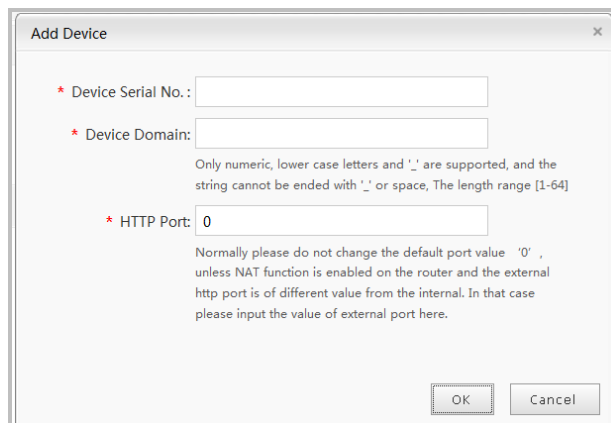 Add Device ×
* Device Serial No. :
* Device Domain:
Only numeric, lower case letters and '_' are supported, and the
string cannot be ended with '_' or space, The length range [1-64]
* HTTP Port: 0
Normally please do not change the default port value '0' ,
unless NAT function is enabled on the router and the external
http port is of different value from the internal. In that case
please input the value of external port here.
OK Cancel